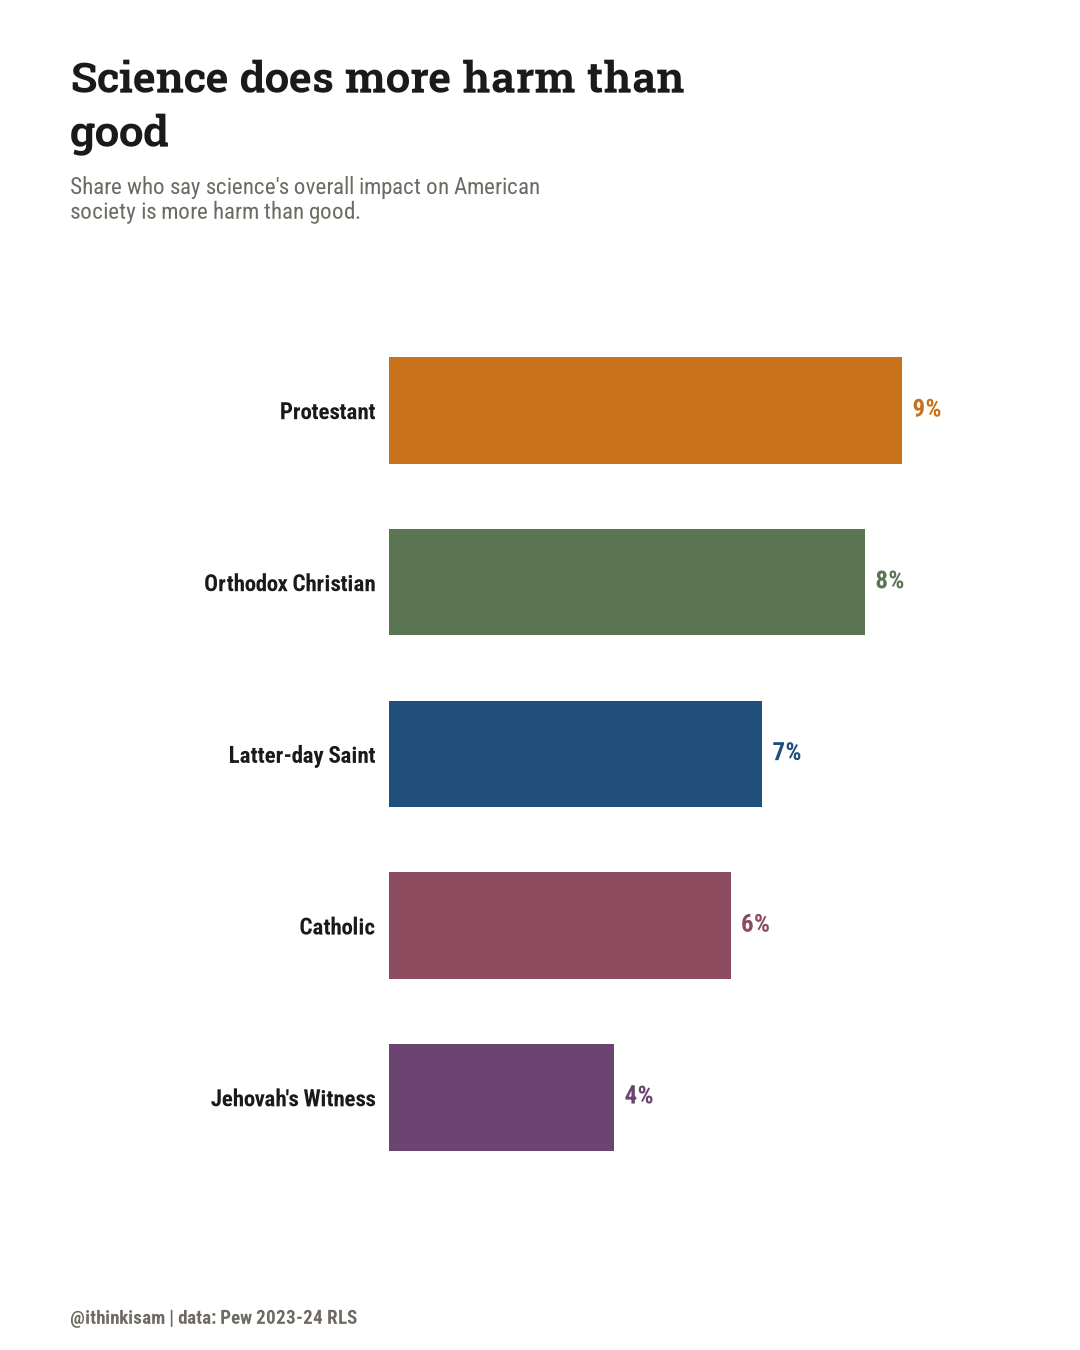 Science does more harm than
good
Share who say science's overall impact on American
society is more harm than good.
Protestant
9%
Orthodox Christian
8%
Latter-day Saint
7%
Catholic
6%
Jehovah's Witness
4%
@ithinkisam | data: Pew 2023-24 RLS